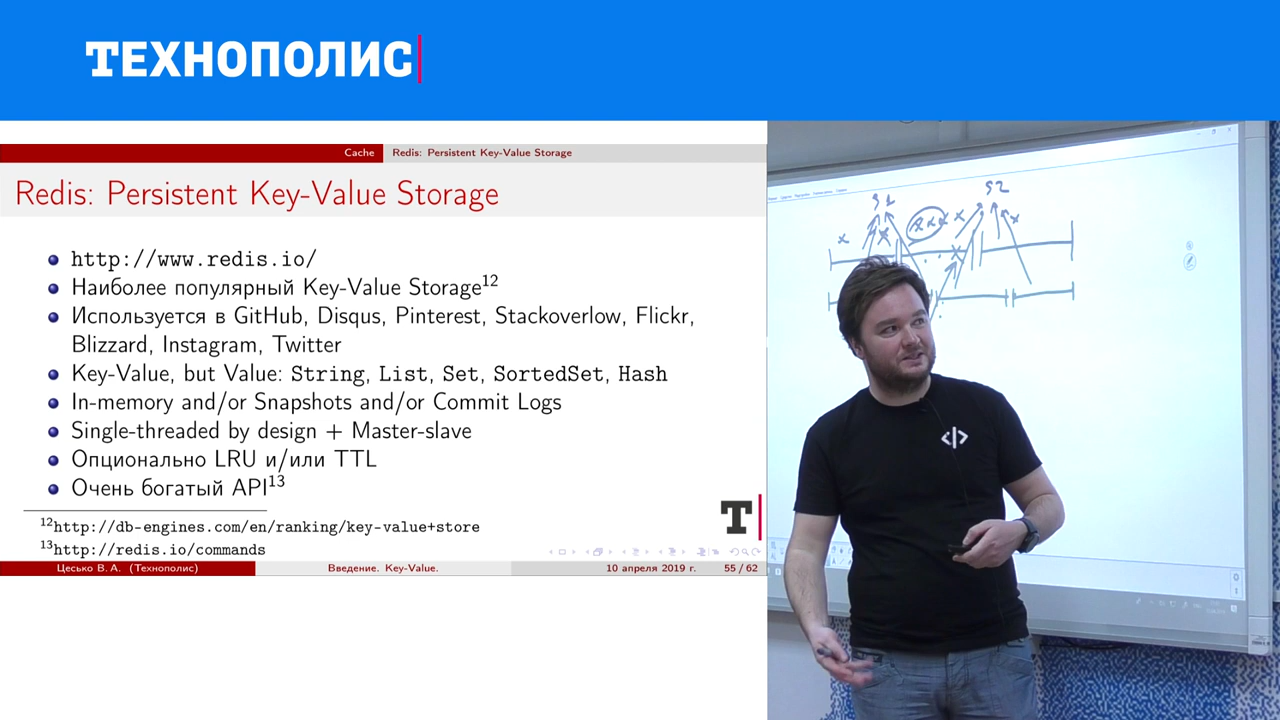 ТЕХНОПОЛИС
Cache Redis: Persistent Key-Value Storage
Redis: Persistent Key-Value Storage
http://www.redis.io/
Наиболее популярный Key-Value Storage12
Используется в GitHub, Disqus, Pinterest, Stackoverlow, Flickr,
Blizzard, Instagram, Twitter
Key-Value, but Value: String, List, Set, SortedSet, Hash
In-memory and/or Snapshots and/or Commit Logs
Single-threaded by design + Master-slave
Опционально LRU и/или TTL
Очень богатый API13
12http://db-engines.com/en/ranking/key-value+store
13http://redis.io/commands
T
Цесько В. А. (Технополис) Введение. Key-Value. 10 апреля 2019 г. 55 / 62
S1
S2